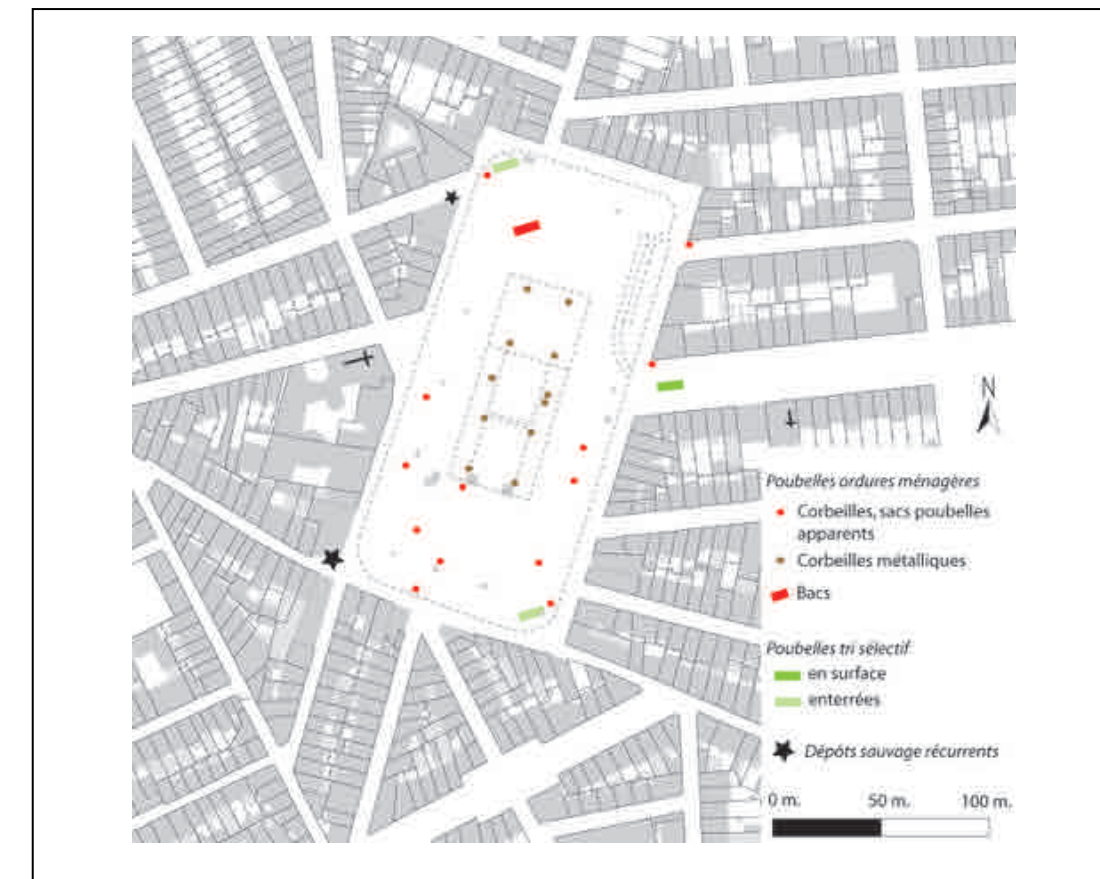 N
Poubelles ordures ménagères
Corbeilles, sacs poubelles
apparents
Corbeilles métalliques
Bacs
Poubelles tri sélectif
en surface
enterrées
Dépôts sauvage récurrents
0 m. 50 m. 100 m.